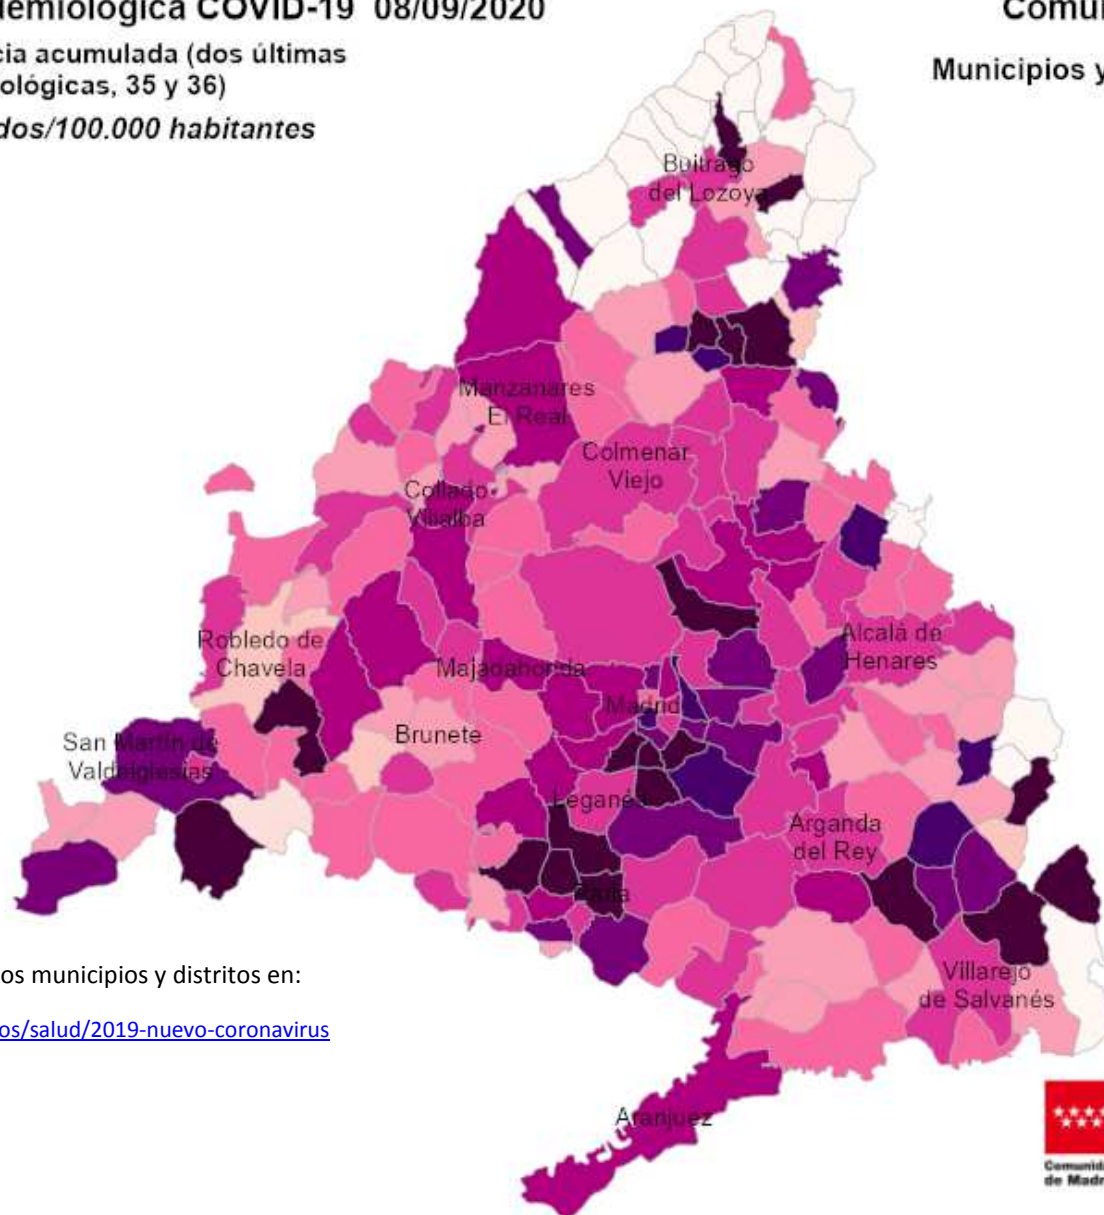 demiológica COVID-19 08/09/2020
cia acumulada (dos últimas
ológicas, 35 y 36)
dos/100.000 habitantes
Comu
Municipios y
Buitrago
del Lozoya
Manzanares
El Real
Colmenar
Viejo
Collado
Villalba
Robledo de
Chavela
Majadahonda
Alcalá de
Henares
Madrid
Brunete
San Martín de
Valdeiglesias
Leganés
Arganda
del Rey
Parla
Villarejo
de Salvanés
os municipios y distritos en:
os/salud/2019-nuevo-coronavirus
Aranjuez
Comunid
de Madr